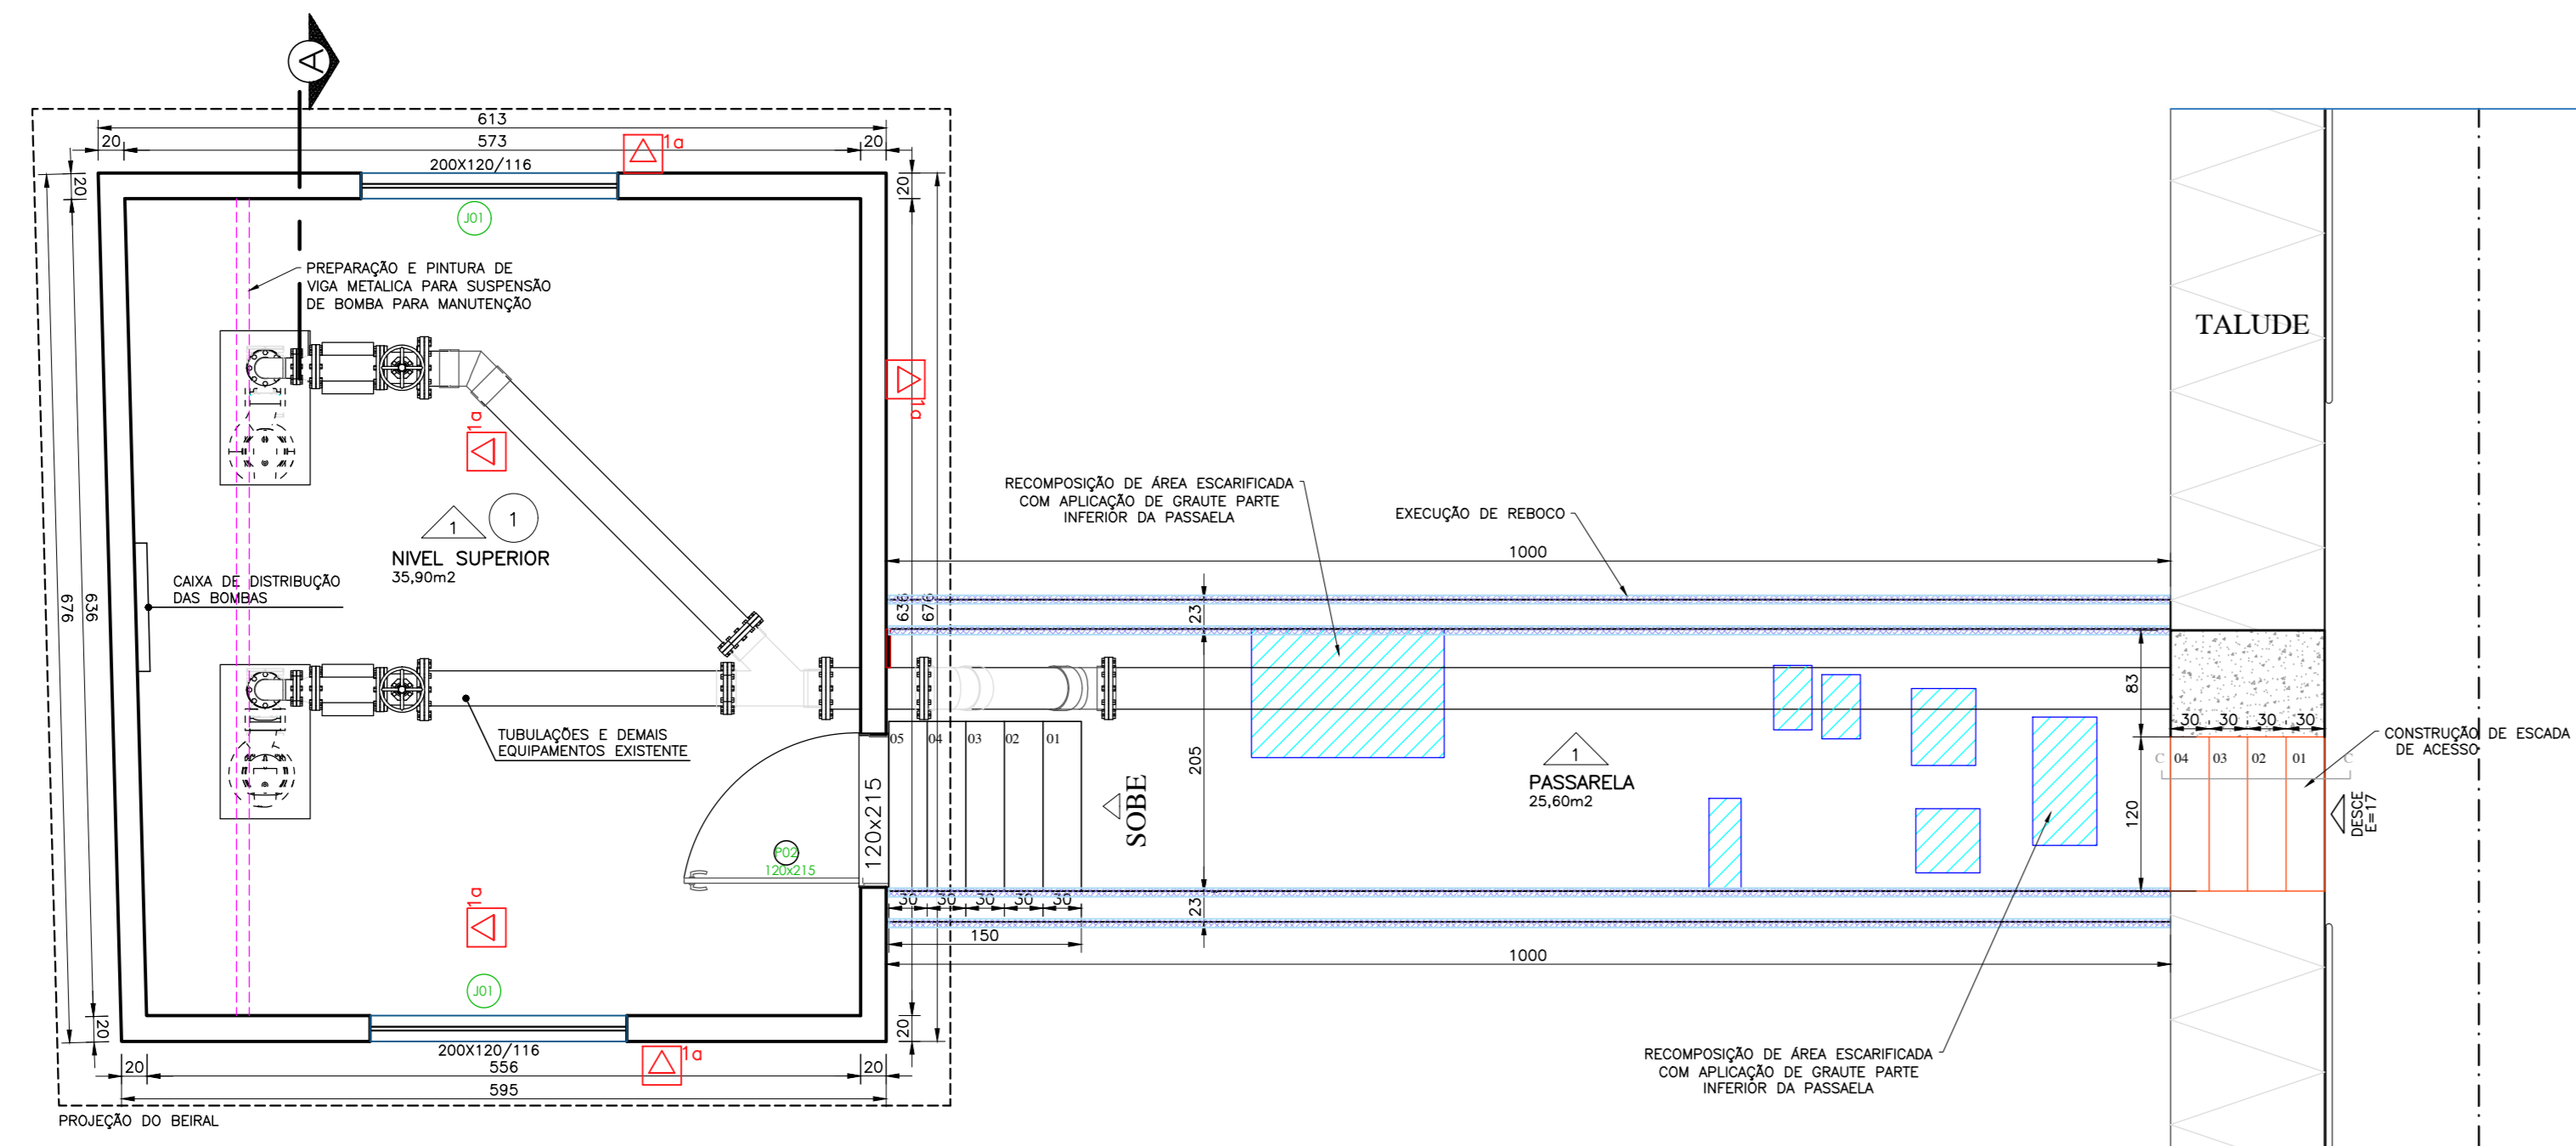 A
613
20
573
20
1a
200X120/116
20
20
J01
PREPARAÇÃO E PINTURA DE
VIGA METALICA PARA SUSPENSÃO
DE BOMBA PARA MANUTENÇÃO
TALUDE
1a
1a
RECOMPOSIÇÃO DE ÁREA ESCARIFICADA
COM APLICAÇÃO DE GRAUTE PARTE
INFERIOR DA PASSAELA
EXECUÇÃO DE REBOCO
1
1
NIVEL SUPERIOR
35,90m2
1000
CAIXA DE DISTRIBUÇÃO
DAS BOMBAS
676
636
636
676
23
83
30
30
30
30
TUBULAÇÕES E DEMAIS
EQUIPAMENTOS EXISTENTE
05
04
03
02
01
205
1
PASSARELA
25,60m2
CONSTRUÇÃO DE ESCADA
DE ACESSO
C
04
03
02
01
C
SOBE
120x215
120
DESCE
E=17
P02
120x215
1a
30
30
30
30
30
23
150
1000
J01
20
20
200X120/116
1a
20
556
20
595
RECOMPOSIÇÃO DE ÁREA ESCARIFICADA
COM APLICAÇÃO DE GRAUTE PARTE
INFERIOR DA PASSAELA
PROJEÇÃO DO BEIRAL